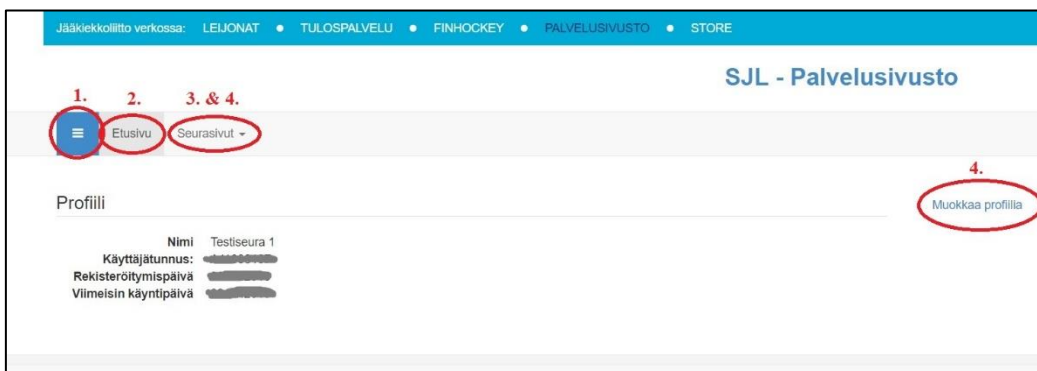 Jääkiekkoliitto verkossa: LEIJONAT ● TULOSPALVELU ● FINHOCKEY ● PALVELUSIVUSTO ● STORE
SJL - Palvelusivusto
1. 2. 3. & 4.
Etusivu Seurasivut
4.
Profiili Muokkaa profiilia
Nimi Testiseura 1
Käyttäjätunnus:
Rekisteröitymispäivä
Viimeisin käyntipäivä